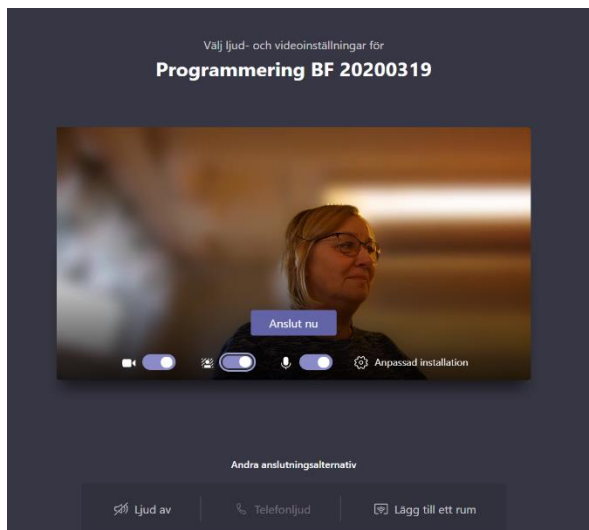 Välj ljud- och videoinställningar för
Programmering BF 20200319
Anslut nu
Anpassad installation
Andra anslutningsalternativ
Ljud av
Telefonljud
Lägg till ett rum